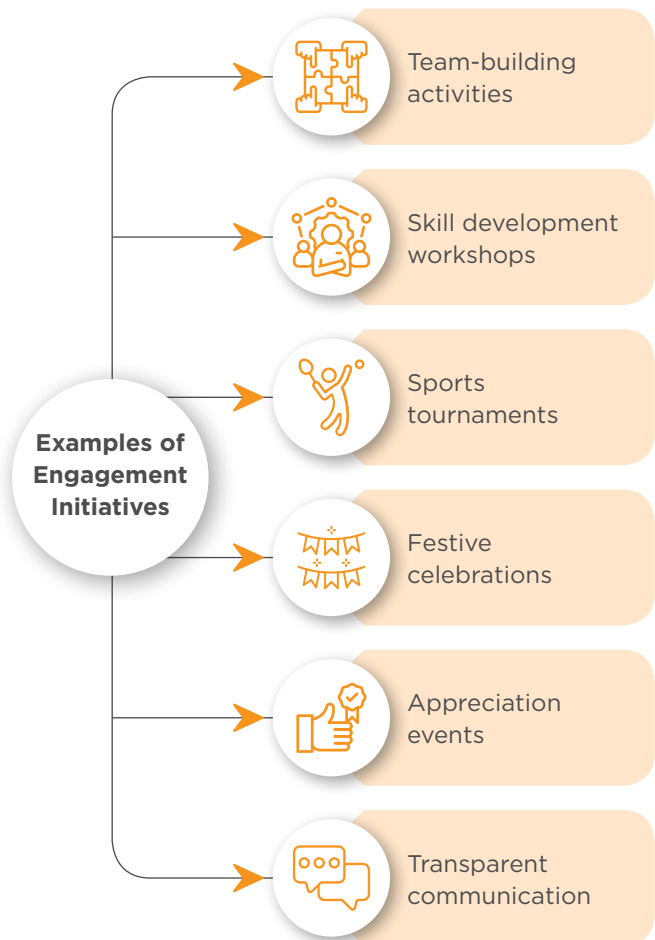 Team-building
activities
Skill development
workshops
Sports
tournaments
Examples of
Engagement
Initiatives
Festive
celebrations
Appreciation
events
Transparent
communication